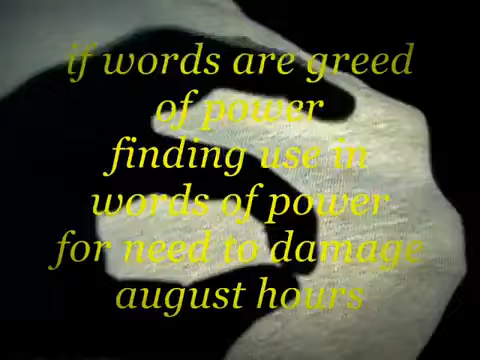 if words are greed
of power
finding use in
words of power
for need to damage
august hours